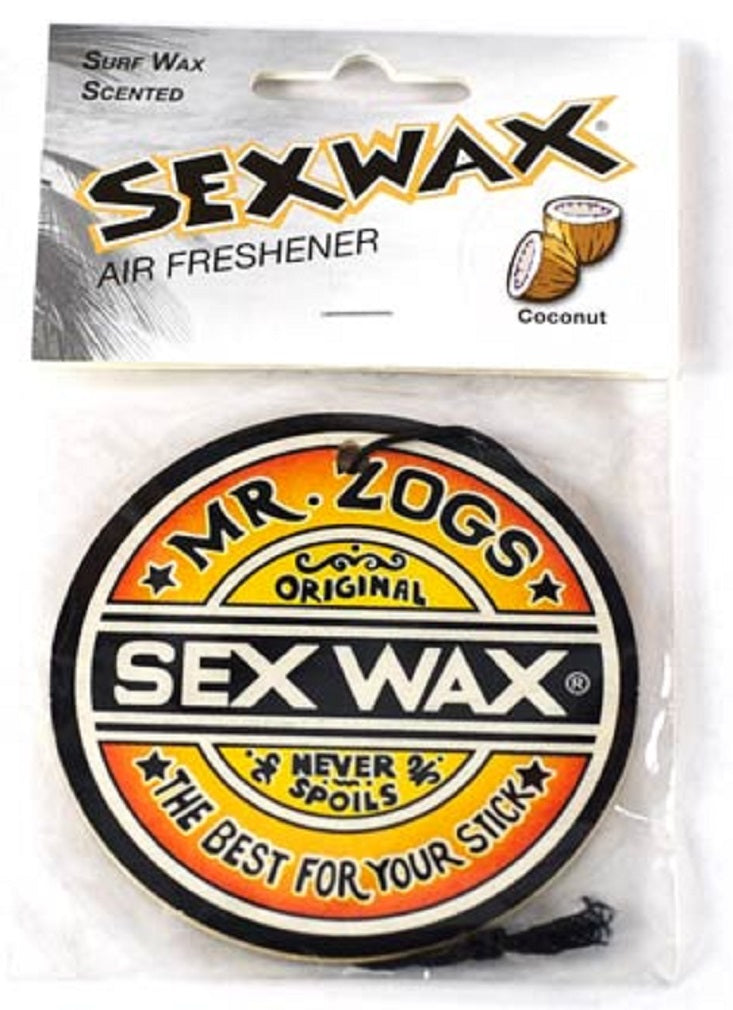 SURF WAX
SCENTED
SEXWAX®
AIR FRESHENER
Coconut
MR. ZOGS
ORIGINAL
SEX WAX®
NEVER
SPOILS
THE BEST FOR YOUR STICK